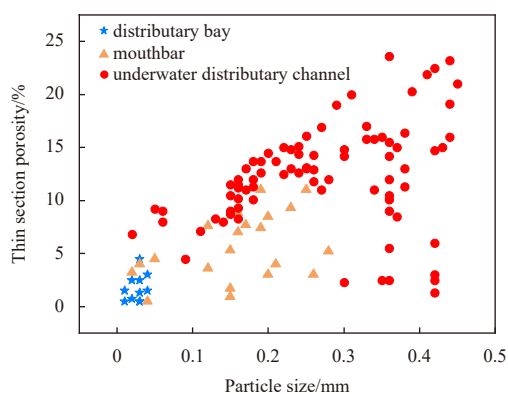 distributary bay
mouthbar
underwater distributary channel
Thin section porosity/%
25
20
15
10
5
0
0
0.1
0.2
0.3
0.4
0.5
Particle size/mm